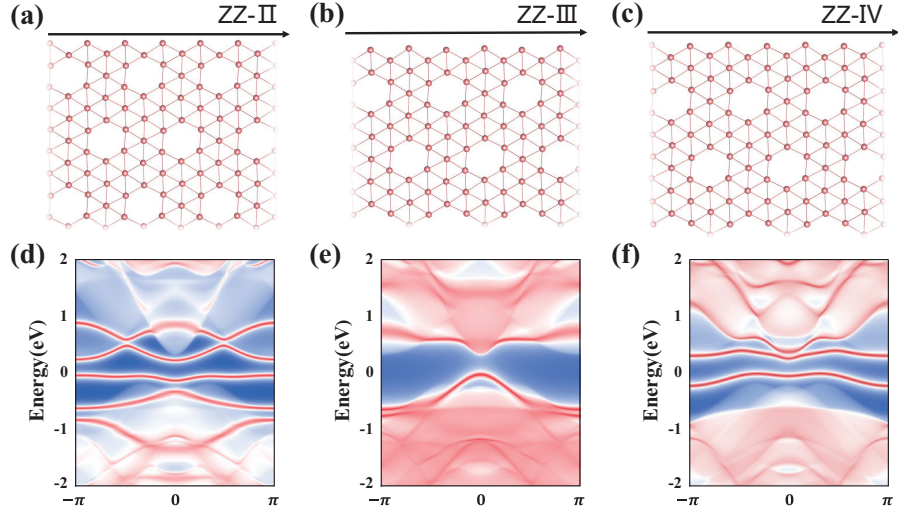 (a) ZZ-Ⅱ (b) ZZ-Ⅲ (c) ZZ-Ⅳ
(d) (e) (f)
2 2 2
1 1 1
Energy(eV) Energy(eV) Energy(eV)
0 0 0
-1 -1 -1
-2 -2 -2
−π 0 π −π 0 π −π 0 π